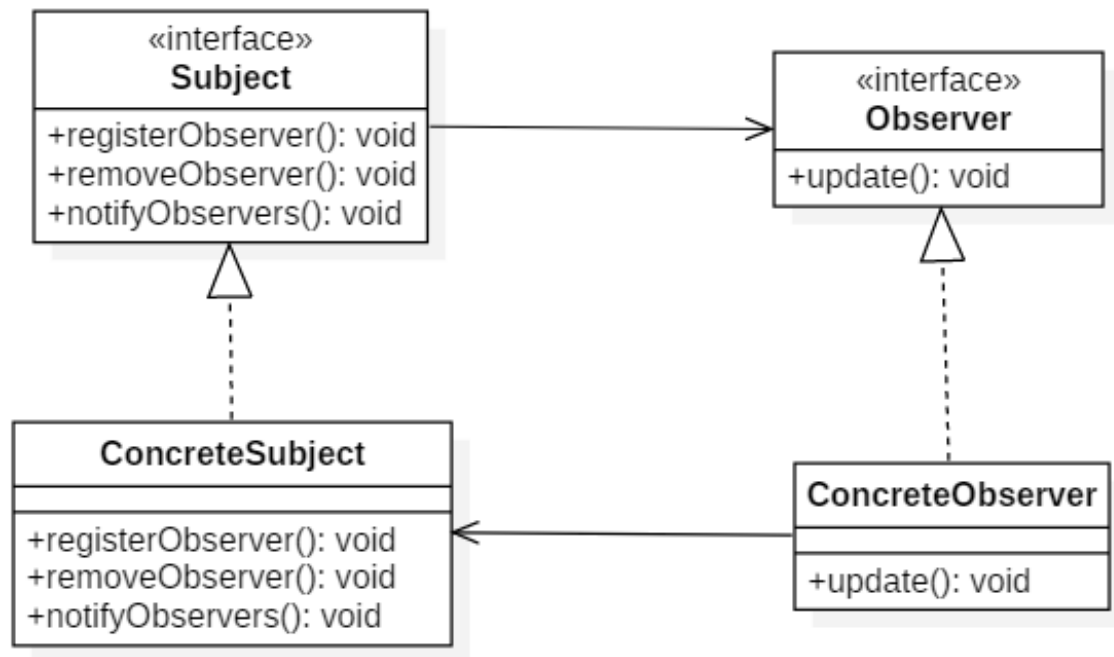 «interface»
Subject
+registerObserver(): void
+removeObserver(): void
+notifyObservers(): void
«interface»
Observer
+update(): void
ConcreteSubject
+registerObserver(): void
+removeObserver(): void
+notifyObservers(): void
ConcreteObserver
+update(): void